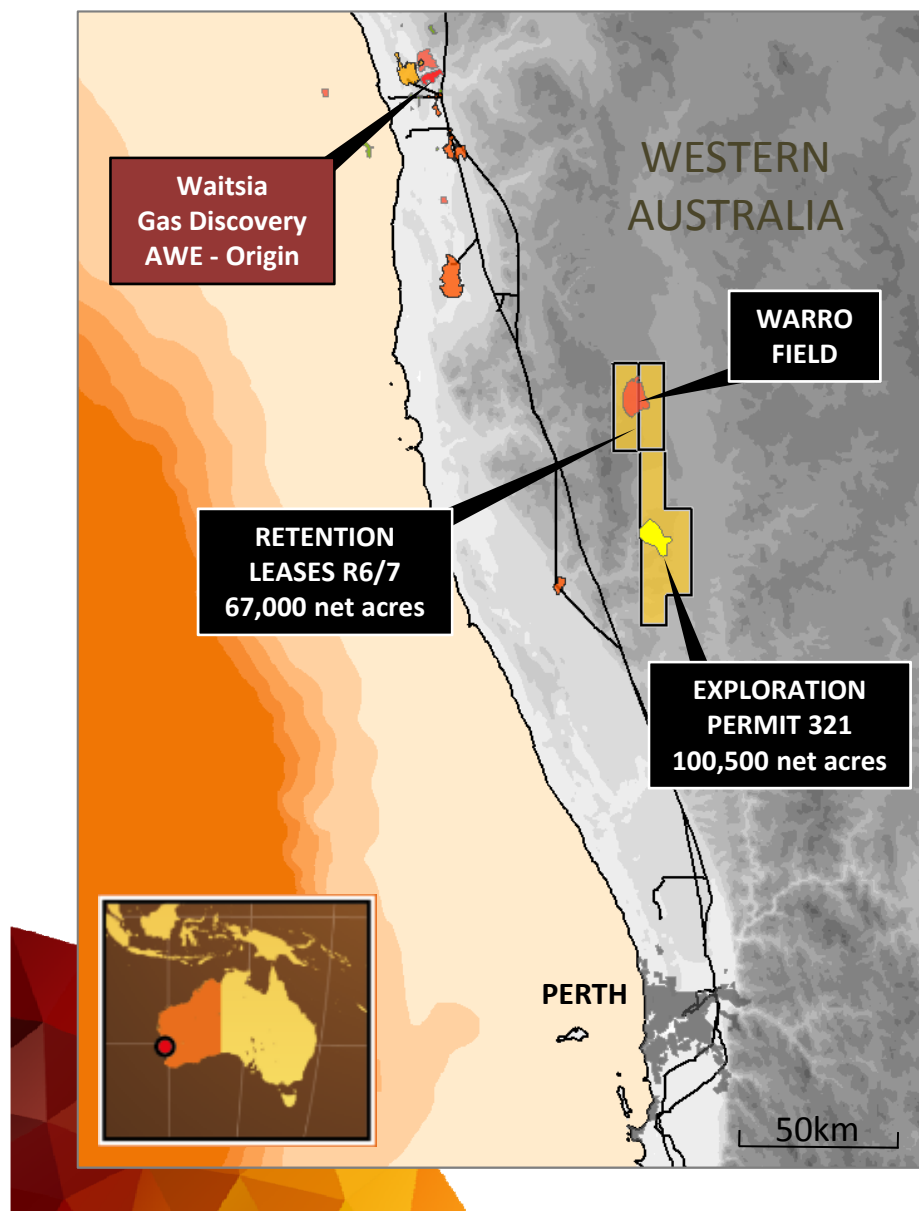 WESTERN
AUSTRALIA
Waitsia
Gas Discovery
AWE - Origin
WARRO
FIELD
RETENTION
LEASES R6/7
67,000 net acres
EXPLORATION
PERMIT 321
100,500 net acres
PERTH
50km